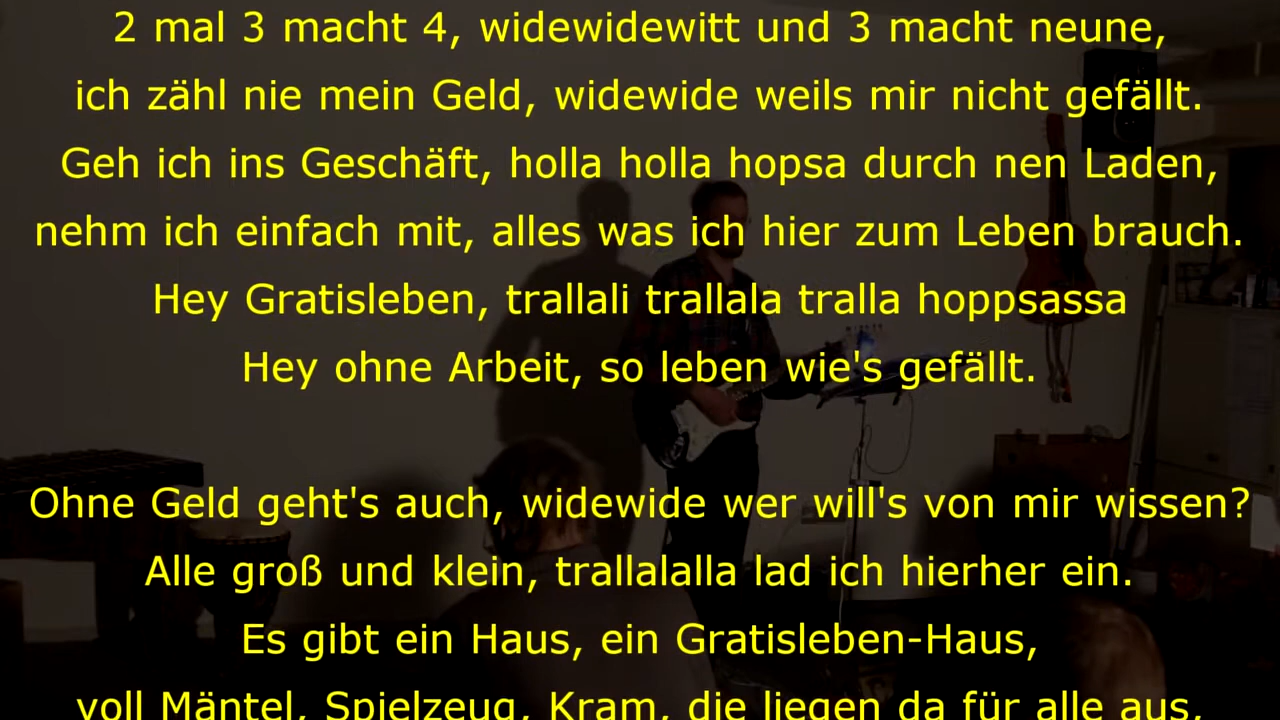 2 mal 3 macht 4, widewidewitt und 3 macht neune,
ich zähl nie mein Geld, widewide weils mir nicht gefällt.
Geh ich ins Geschäft, holla holla hopsa durch nen Laden,
nehm ich einfach mit, alles was ich hier zum Leben brauch.
Hey Gratisleben, trallali trallala tralla hoppsassa
Hey ohne Arbeit, so leben wie's gefällt.
Ohne Geld geht's auch, widewide wer will's von mir wissen?
Alle groß und klein, trallalalla lad ich hierher ein.
Es gibt ein Haus, ein Gratisleben-Haus,
voll Mäntel, Spielzeug, Kram, die liegen da für alle aus,